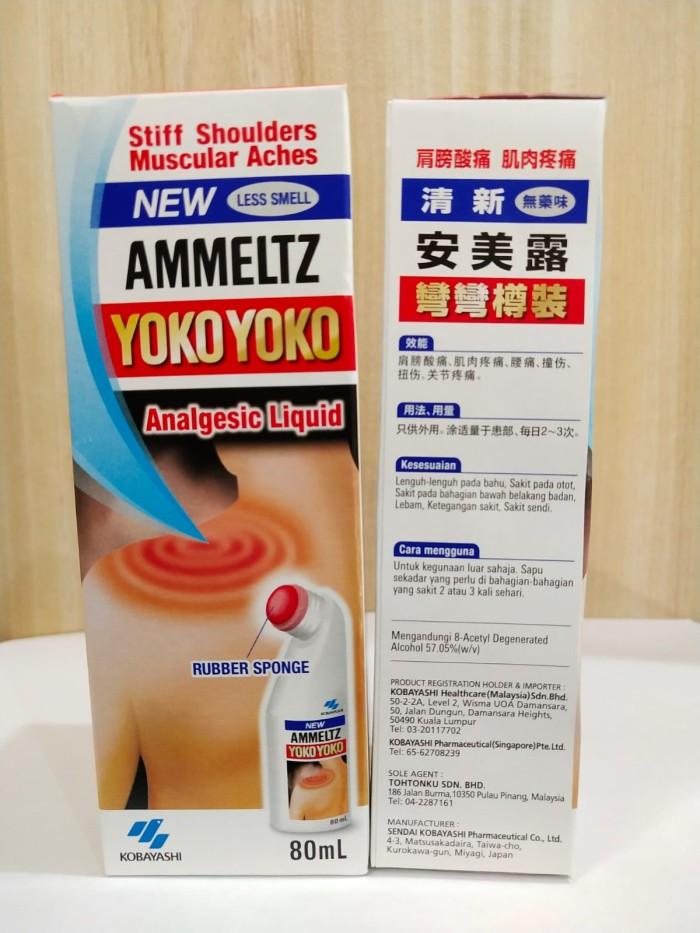 Stiff Shoulders
Muscular Aches
NEW LESS SMELL
AMMELTZ
YOKO YOKO
Analgesic Liquid
RUBBER SPONGE
NEW
AMMELTZ
YOKO YOKO
80mL
KOBAYASHI
80mL
肩膀酸痛 肌肉疼痛
清新 無藥味
安美露
彎彎樽裝
效能
肩膀酸痛、肌肉疼痛、腰痛、撞伤、
扭伤、关节疼痛。
用法、用量
只供外用。涂适量于患部、每日2～3次。
Kesesuaian
Lenguh-lenguh pada bahu, Sakit pada otot,
Sakit pada bahagian bawah belakang badan,
Lebam, Ketegangan sakit, Sakit sendi.
Cara mengguna
Untuk kegunaan luar sahaja. Sapu
sekadar yang perlu di bahagian-bahagian
yang sakit 2 atau 3 kali sehari.
Mengandungi 8-Acetyl Degenerated
Alcohol 57.05%(w/v)
PRODUCT REGISTRATION HOLDER & IMPORTER :
KOBAYASHI Healthcare(Malaysia)Sdn.Bhd.
50-2-2A, Level 2, Wisma UOA Damansara,
50, Jalan Dungun, Damansara Heights,
50490 Kuala Lumpur
Tel: 03-20117702
KOBAYASHI Pharmaceutical(Singapore)Pte.Ltd.
Tel: 65-62708239
SOLE AGENT :
TOHTONKU SDN. BHD.
186 Jalan Burma,10350 Pulau Pinang, Malaysia
Tel: 04-2287161
MANUFACTURER :
SENDAI KOBAYASHI Pharmaceutical Co., Ltd.
4-3, Matsusakadaira, Taiwa-cho,
Kurokawa-gun, Miyagi, Japan